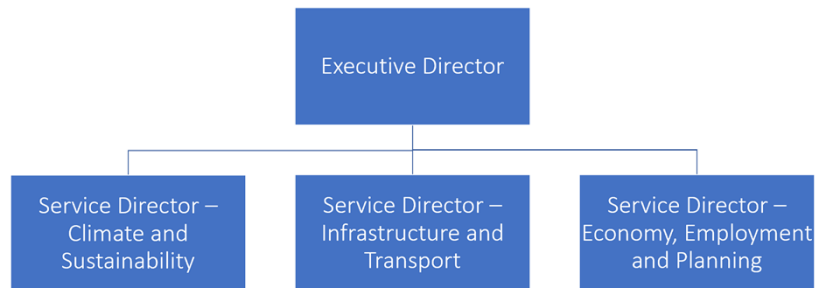 Executive Director
Service Director –
Climate and
Sustainability
Service Director –
Infrastructure and
Transport
Service Director –
Economy, Employment
and Planning